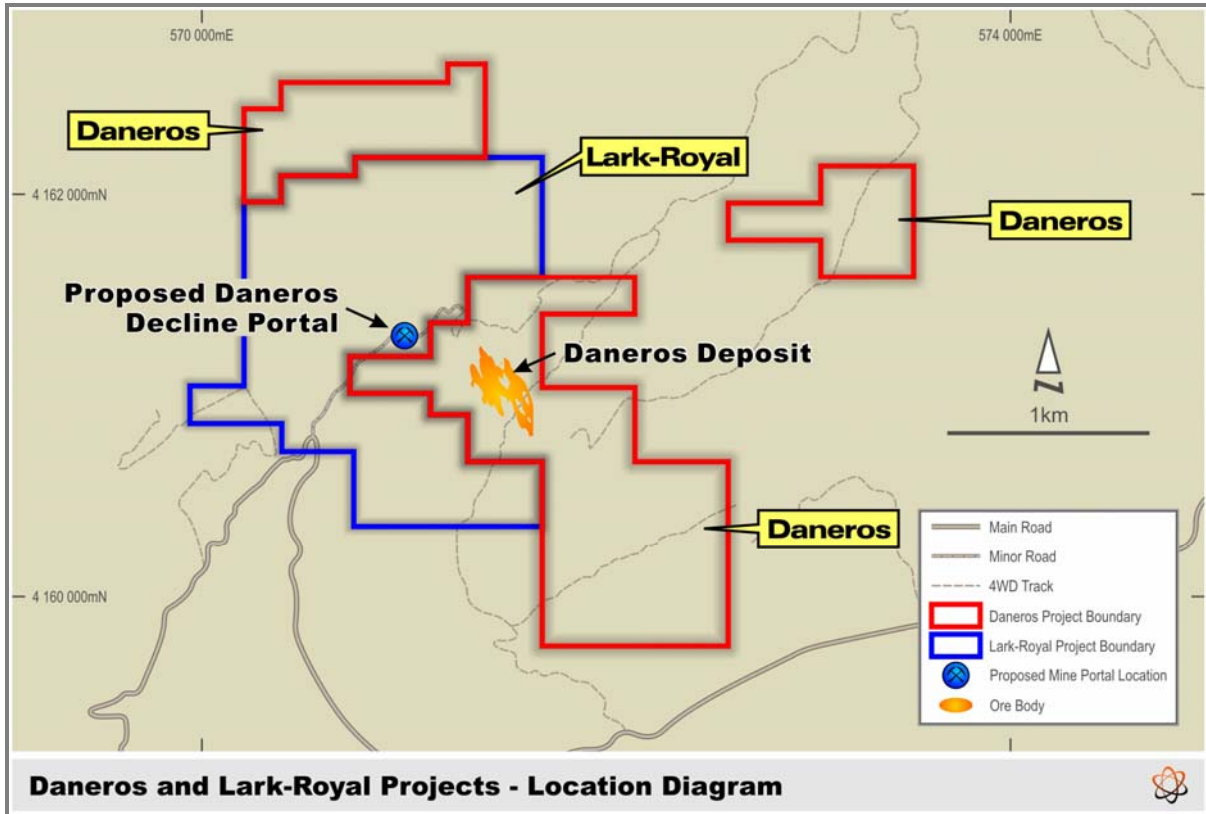 570 000mE
574 000mE
Daneros
Lark-Royal
4 162 000mN
Daneros
Proposed Daneros
Decline Portal
Daneros Deposit
N
1km
Daneros
Main Road
Minor Road
4WD Track
Daneros Project Boundary
Lark-Royal Project Boundary
Proposed Mine Portal Location
Ore Body
4 160 000mN
Daneros and Lark-Royal Projects - Location Diagram